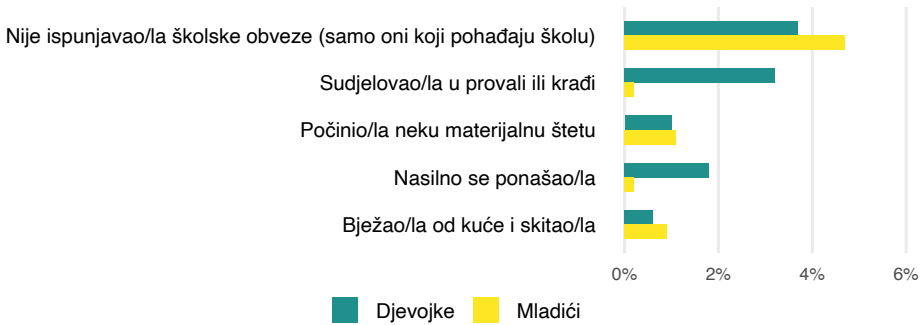 Nije ispunjavao/la školske obveze (samo oni koji pohađaju školu)
Sudjelovao/la u provali ili krađi
Počinio/la neku materijalnu štetu
Nasilno se ponašao/la
Bježao/la od kuće i skitao/la
0% 2% 4% 6%
Djevojke Mladići